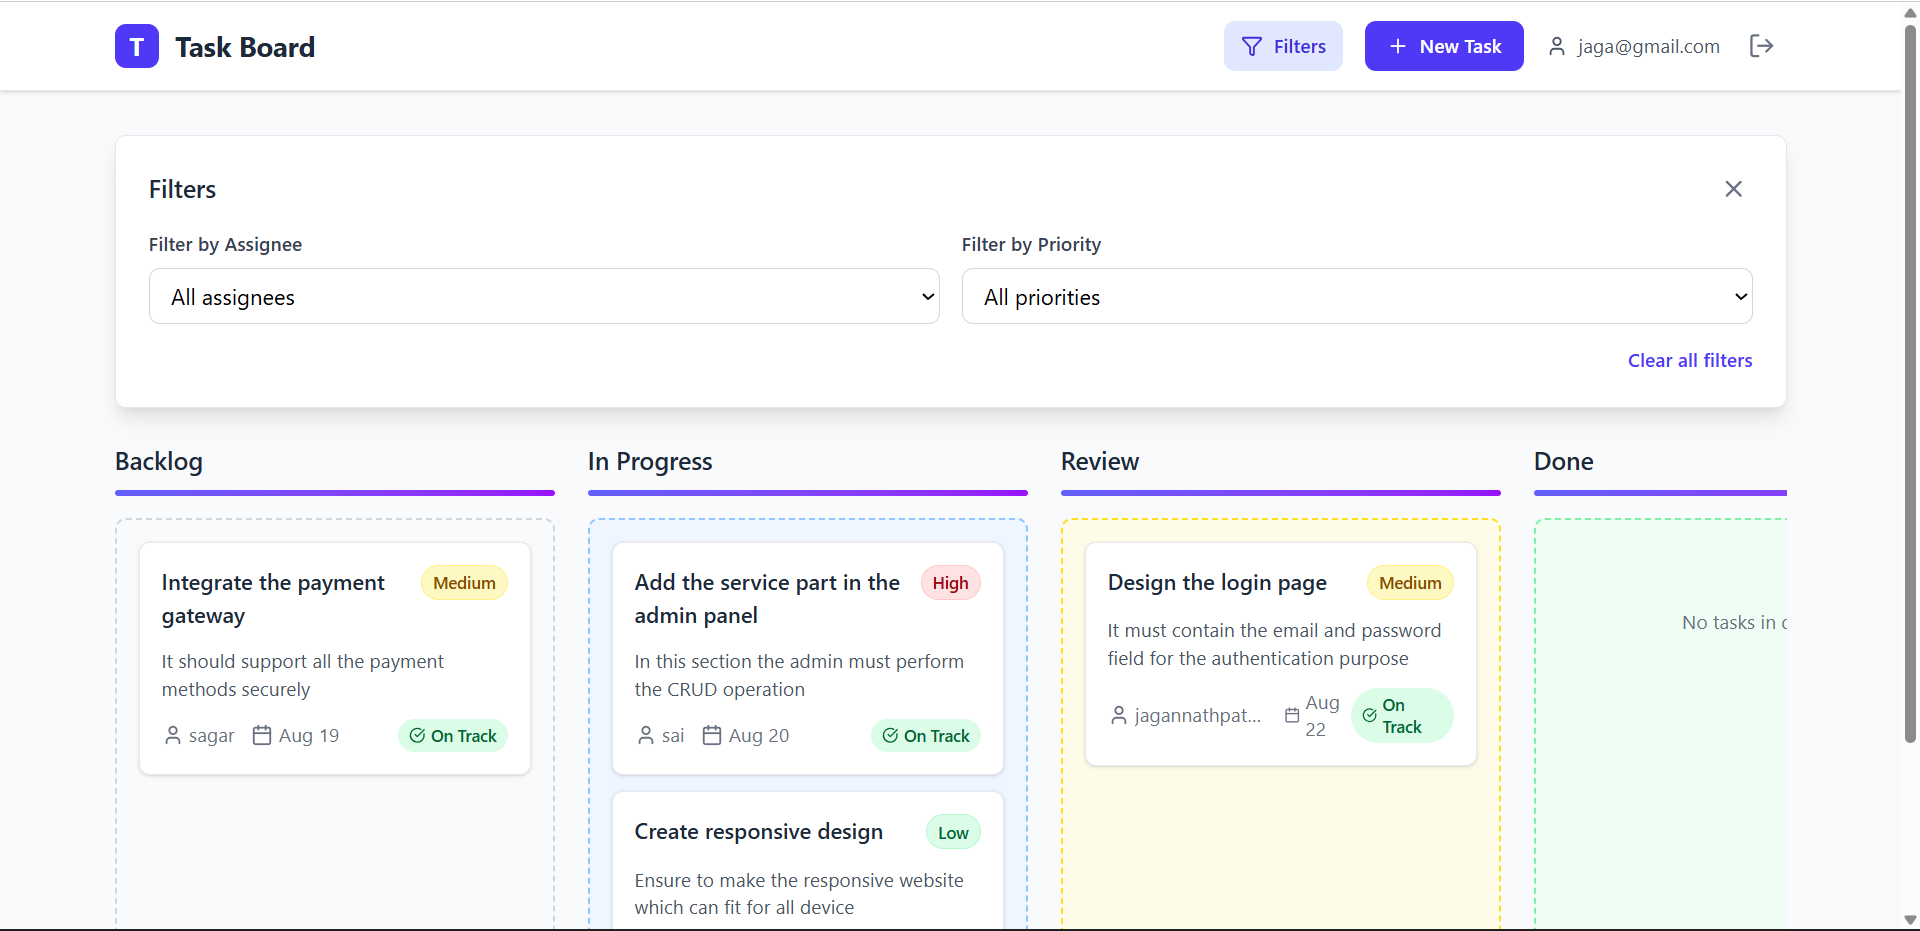 T Task Board
Filters
New Task
jaga@gmail.com
Filters
Filter by Assignee
All assignees
Filter by Priority
All priorities
Clear all filters
Backlog
Integrate the payment
gateway
Medium
It should support all the payment
methods securely
sagar
Aug 19
On Track
In Progress
Add the service part in the
admin panel
High
In this section the admin must perform
the CRUD operation
sai
Aug 20
On Track
Create responsive design
Low
Ensure to make the responsive website
which can fit for all device
Review
Design the login page
Medium
It must contain the email and password
field for the authentication purpose
jagannathpat...
Aug
22
On
Track
Done
No tasks in